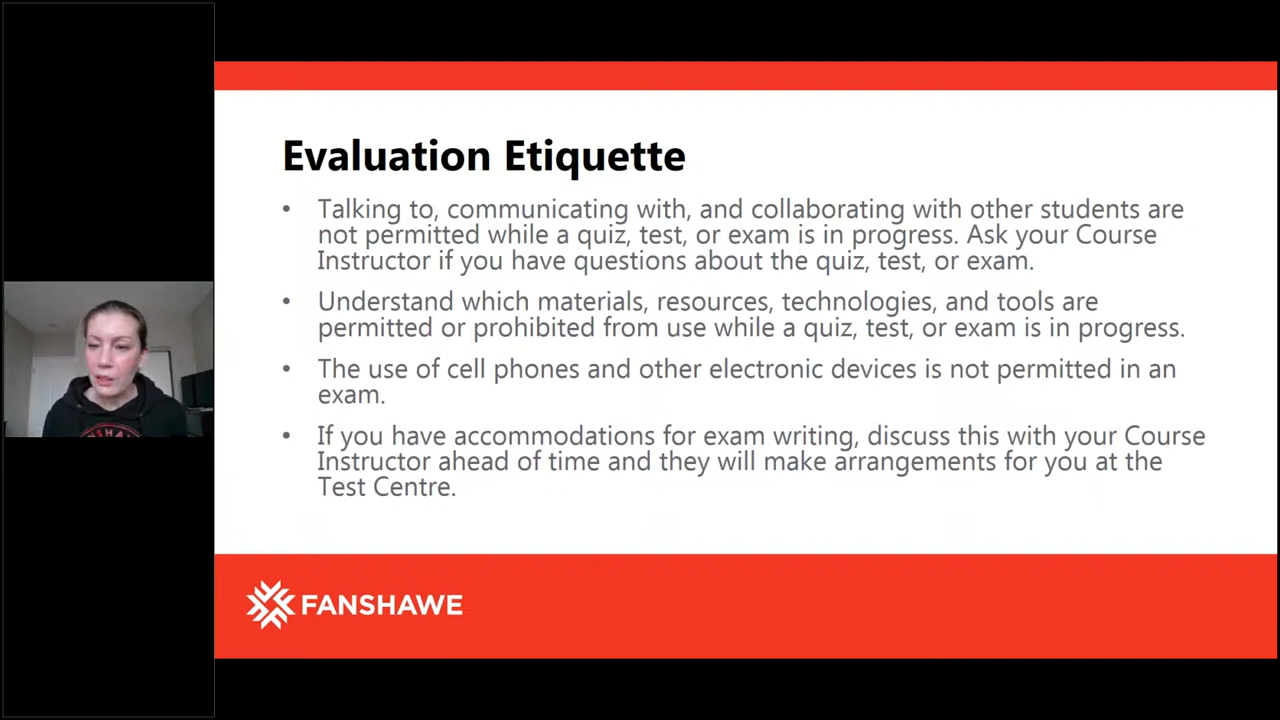 Evaluation Etiquette
• Talking to, communicating with, and collaborating with other students are
not permitted while a quiz, test, or exam is in progress. Ask your Course
Instructor if you have questions about the quiz, test, or exam.
• Understand which materials, resources, technologies, and tools are
permitted or prohibited from use while a quiz, test, or exam is in progress.
• The use of cell phones and other electronic devices is not permitted in an
exam.
• If you have accommodations for exam writing, discuss this with your Course
Instructor ahead of time and they will make arrangements for you at the
Test Centre.
FANSHAWE